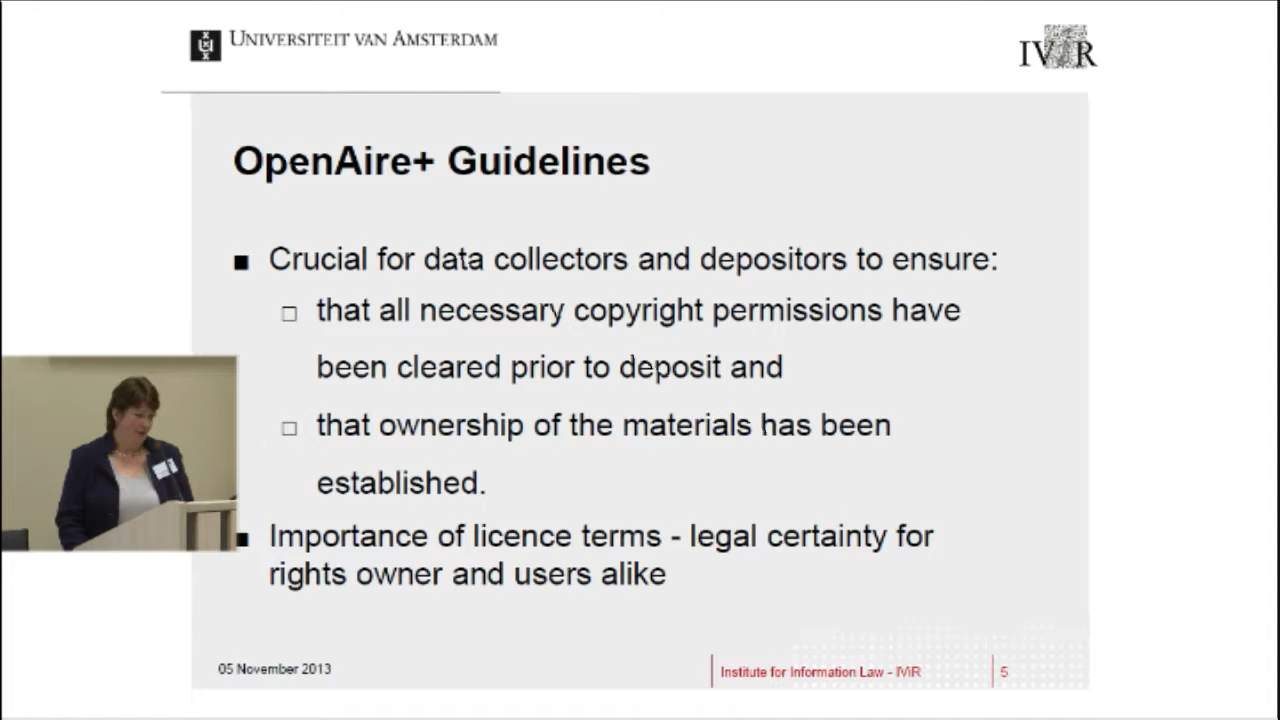 UNIVERSITEIT VAN AMSTERDAM
IViR
OpenAire+ Guidelines
■ Crucial for data collectors and depositors to ensure:
□ that all necessary copyright permissions have
been cleared prior to deposit and
□ that ownership of the materials has been
established.
■ Importance of licence terms - legal certainty for
rights owner and users alike
05 November 2013
Institute for Information Law - IViR
5